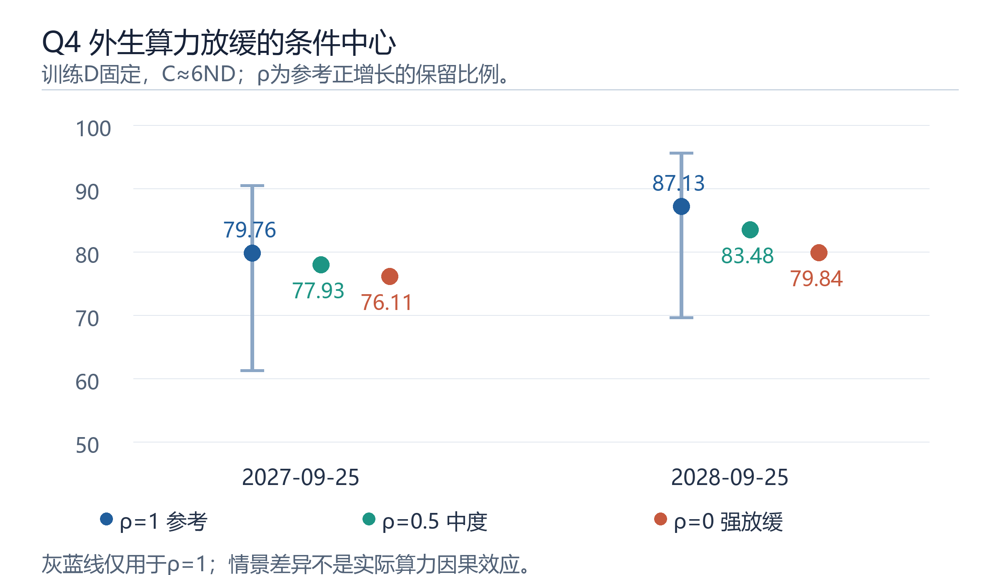 Q4 外生算力放缓的条件中心
训练D固定，C≈6ND；ρ为参考正增长的保留比例。
100
90
80
70
60
50
79.76
77.93
76.11
87.13
83.48
79.84
2027-09-25
2028-09-25
ρ=1 参考
ρ=0.5 中度
ρ=0 强放缓
灰蓝线仅用于ρ=1；情景差异不是实际算力因果效应。